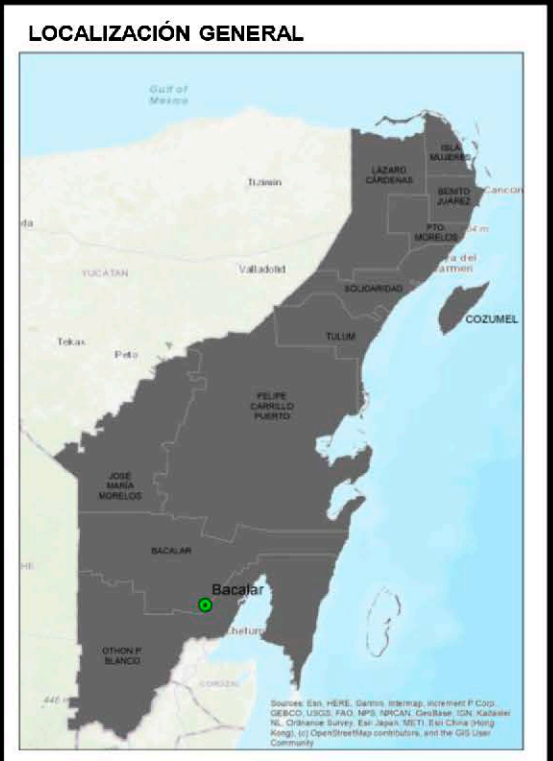 LOCALIZACIÓN GENERAL
Gulf of
Mexico
ISLA
MUJERES
LÁZARO
CÁRDENAS
Tizimín
BENITO
JUÁREZ
Cancún
PTO.
MORELOS
YUCATÁN
Valladolid
SOLIDARIDAD
COZUMEL
TULUM
Tekax
Peto
FELIPE
CARRILLO
PUERTO
JOSÉ
MARÍA
MORELOS
BACALAR
Bacalar
Chetum
OTHON P.
BLANCO
COROZAL
Sources: Esri, HERE, Garmin, Intermap, increment P Corp.,
GEBCO, USGS, FAO, NPS, NRCAN, GeoBase, IGN, Kadaster
NL, Ordnance Survey, Esri Japan, METI, Esri China (Hong
Kong), (c) OpenStreetMap contributors, and the GIS User
Community